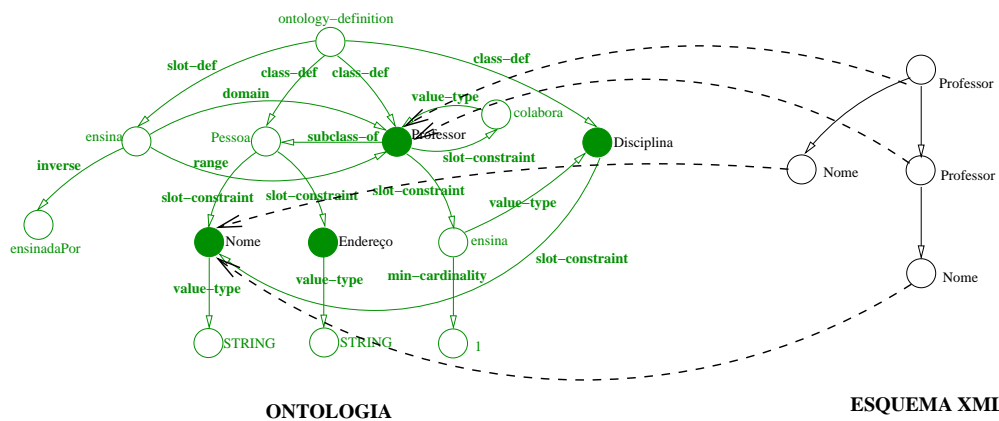 ontology-definition
slot-def
class-def
class-def
class-def
domain
value-type
colabora
Professor
ensina
Pessoa
subclass-of
Professor
Disciplina
inverse
range
slot-constraint
Nome
Professor
slot-constraint
slot-constraint
slot-constraint
value-type
ensinadaPor
Nome
Endereço
ensina
slot-constraint
min-cardinality
value-type
value-type
Nome
STRING
STRING
1
ONTOLOGIA
ESQUEMA XML